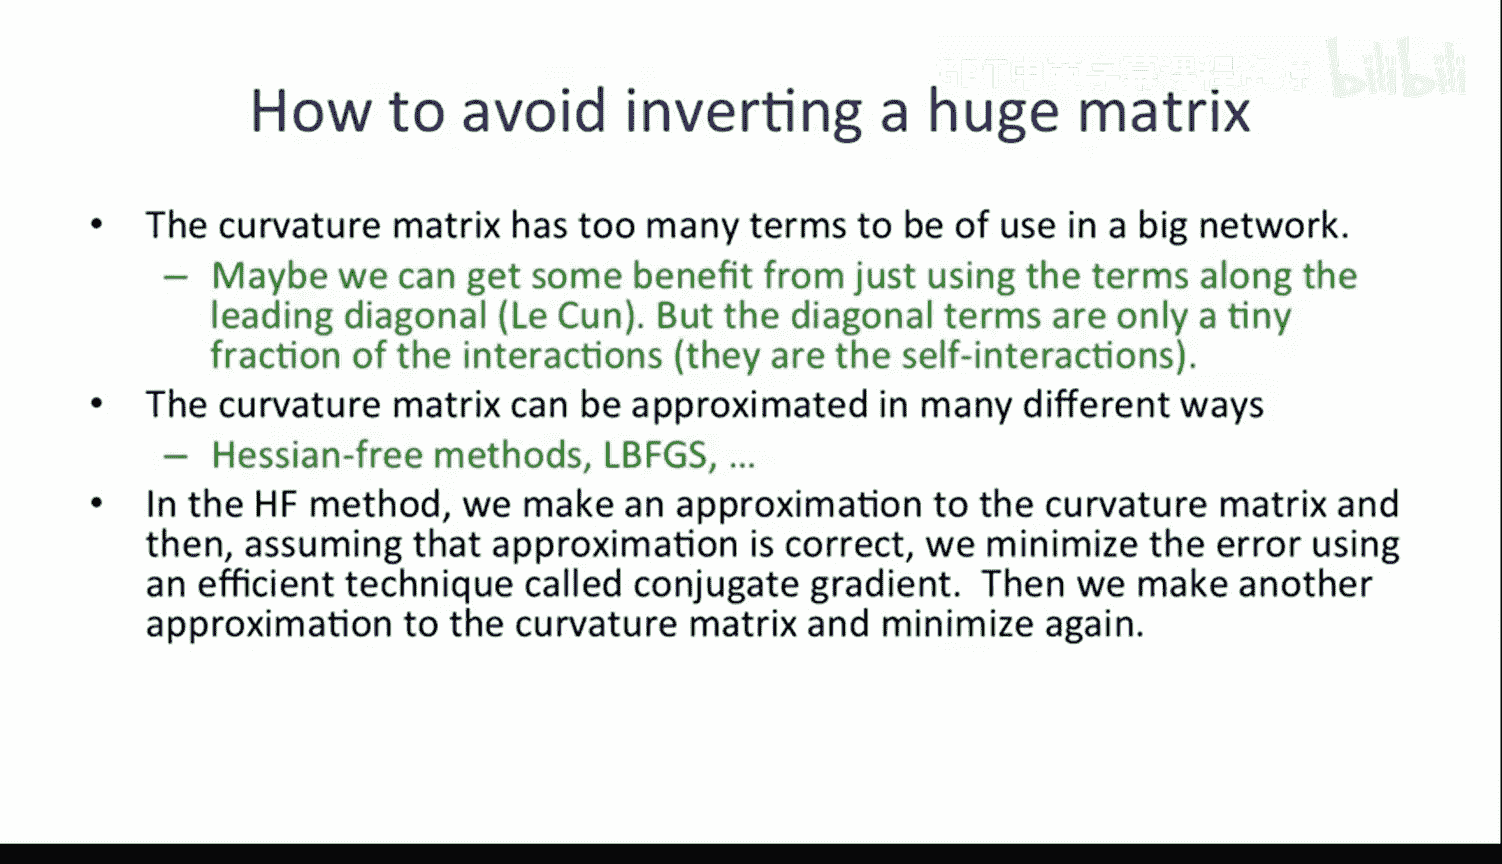 How to avoid inverting a huge matrix
• The curvature matrix has too many terms to be of use in a big network.
– Maybe we can get some benefit from just using the terms along the
leading diagonal (Le Cun). But the diagonal terms are only a tiny
fraction of the interactions (they are the self-interactions).
• The curvature matrix can be approximated in many different ways
– Hessian-free methods, LBFGS, ...
• In the HF method, we make an approximation to the curvature matrix and
then, assuming that approximation is correct, we minimize the error using
an efficient technique called conjugate gradient.  Then we make another
approximation to the curvature matrix and minimize again.
bilibili